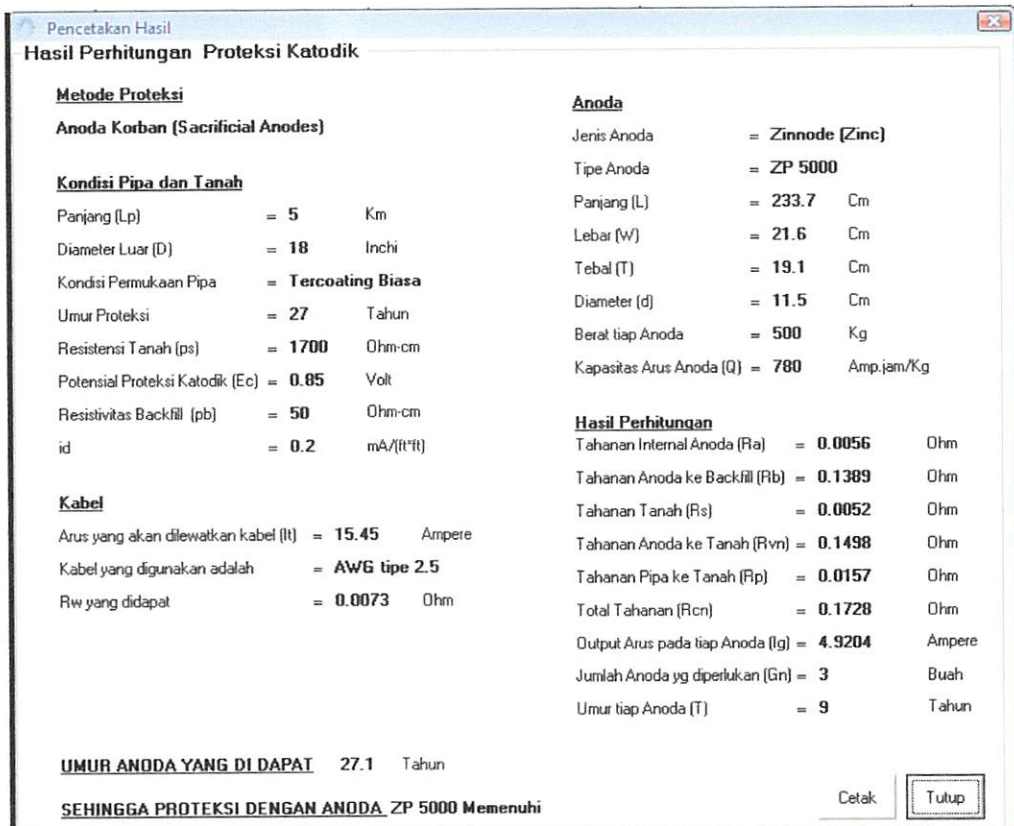 Pencetakan Hasil
Hasil Perhitungan Proteksi Katodik
Metode Proteksi
Anoda Korban (Sacrificial Anodes)
Kondisi Pipa dan Tanah
Panjang (Lp) = 5 Km
Diameter Luar (D) = 18 Inchi
Kondisi Permukaan Pipa = Tercoating Biasa
Umur Proteksi = 27 Tahun
Resistensi Tanah (ps) = 1700 Ohm-cm
Potensial Proteksi Katodik (Ec) = 0.85 Volt
Resistivitas Backfill (pb) = 50 Ohm-cm
id = 0.2 mA/(ft*ft)
Kabel
Arus yang akan dilewatkan kabel (It) = 15.45 Ampere
Kabel yang digunakan adalah = AWG tipe 2.5
Rw yang didapat = 0.0073 Ohm
Anoda
Jenis Anoda = Zinnode (Zinc)
Tipe Anoda = ZP 5000
Panjang (L) = 233.7 Cm
Lebar (W) = 21.6 Cm
Tebal (T) = 19.1 Cm
Diameter (d) = 11.5 Cm
Berat tiap Anoda = 500 Kg
Kapasitas Arus Anoda (Q) = 780 Amp.jam/Kg
Hasil Perhitungan
Tahanan Internal Anoda (Ra) = 0.0056 Ohm
Tahanan Anoda ke Backfill (Rb) = 0.1389 Ohm
Tahanan Tanah (Rs) = 0.0052 Ohm
Tahanan Anoda ke Tanah (Rvn) = 0.1498 Ohm
Tahanan Pipa ke Tanah (Rp) = 0.0157 Ohm
Total Tahanan (Rcn) = 0.1728 Ohm
Output Arus pada tiap Anoda (Ig) = 4.9204 Ampere
Jumlah Anoda yg diperlukan (Gn) = 3 Buah
Umur tiap Anoda (T) = 9 Tahun
UMUR ANODA YANG DI DAPAT 27.1 Tahun
SEHINGGA PROTEKSI DENGAN ANODA ZP 5000 Memenuhi
Cetak
Tutup